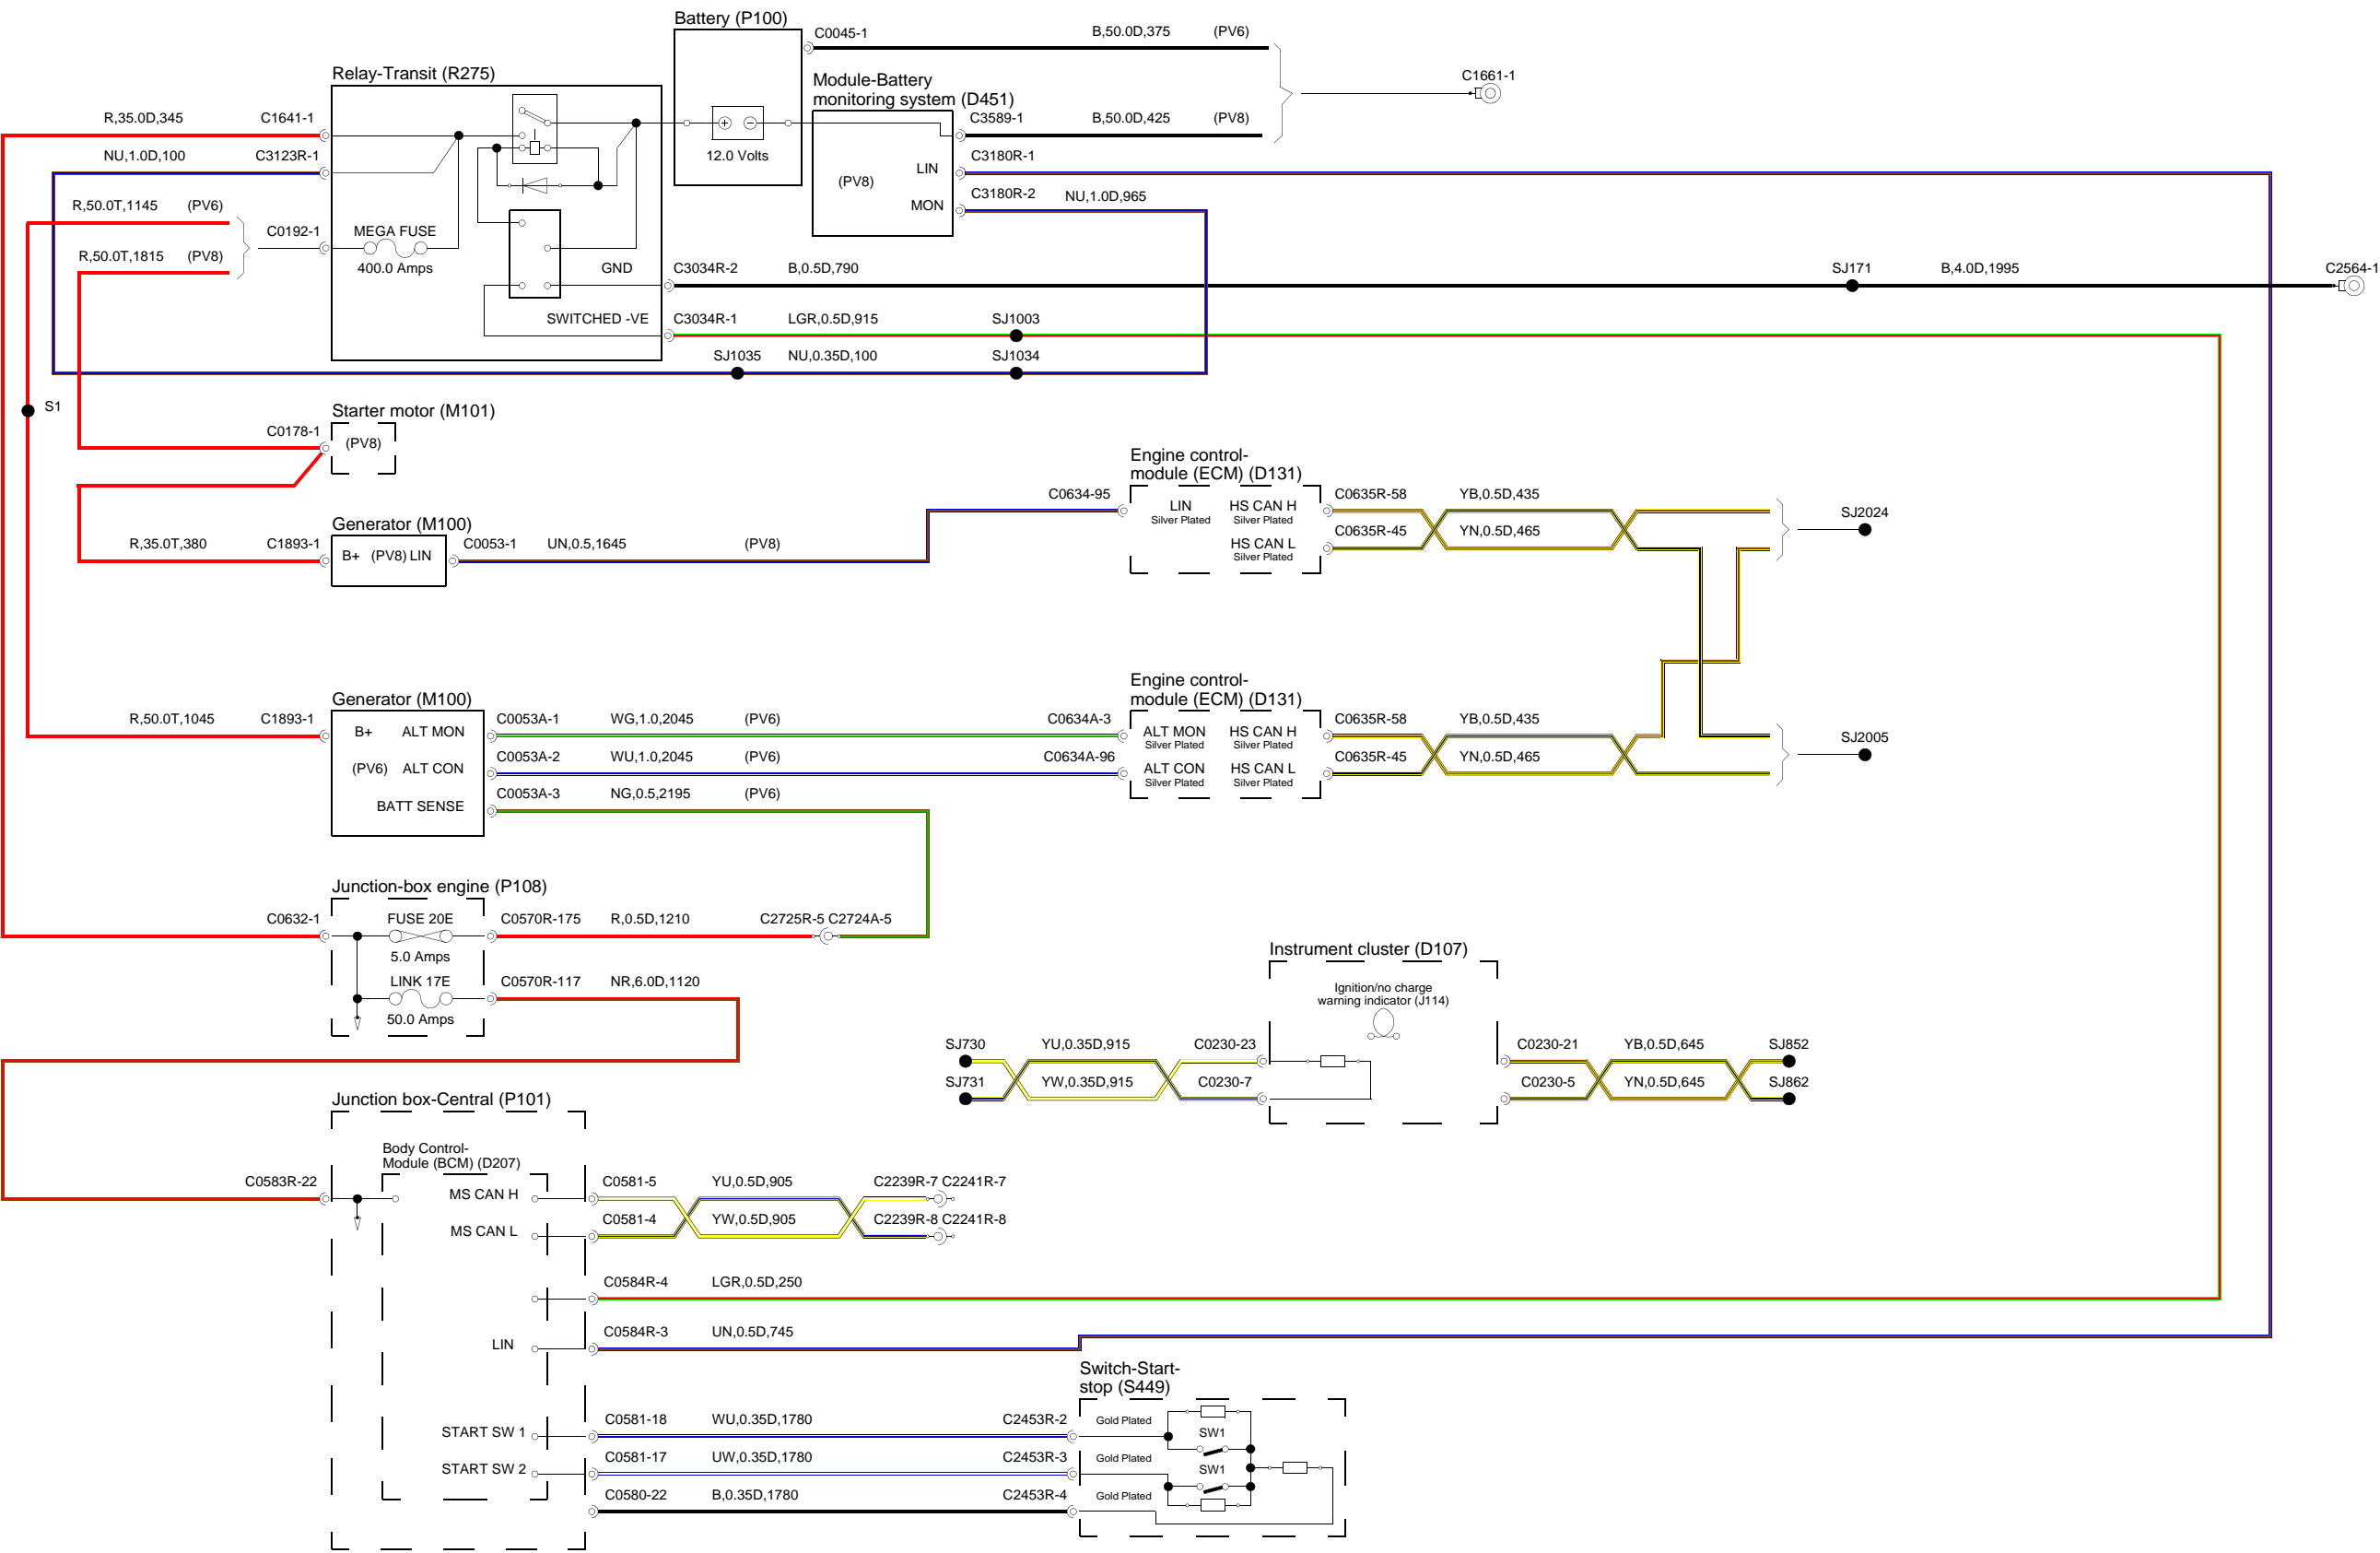 Battery (P100)
C0045-1 B,50.0D,375 (PV6)
12.0 Volts
Module-Battery
monitoring system (D451)
C3589-1 B,50.0D,425 (PV8)
C1661-1
(PV8)
LIN C3180R-1
MON C3180R-2 NU,1.0D,965
Relay-Transit (R275)
R,35.0D,345 C1641-1
NU,1.0D,100 C3123R-1
R,50.0T,1145 (PV6)
C0192-1
R,50.0T,1815 (PV8)
MEGA FUSE
400.0 Amps
GND C3034R-2 B,0.5D,790 SJ171 B,4.0D,1995 C2564-1
SWITCHED -VE C3034R-1 LGR,0.5D,915 SJ1003
SJ1035 NU,0.35D,100 SJ1034
S1
Starter motor (M101)
C0178-1 (PV8)
Generator (M100)
R,35.0T,380 C1893-1 B+ (PV8) LIN C0053-1 UN,0.5,1645 (PV8)
Engine control-
module (ECM) (D131)
C0634-95 LIN
Silver Plated
HS CAN H
Silver Plated
C0635R-58 YB,0.5D,435
HS CAN L
Silver Plated
C0635R-45 YN,0.5D,465
SJ2024
Generator (M100)
R,50.0T,1045 C1893-1 B+ ALT MON C0053A-1 WG,1.0,2045 (PV6) C0634A-3
(PV6) ALT CON C0053A-2 WU,1.0,2045 (PV6) C0634A-96
BATT SENSE C0053A-3 NG,0.5,2195 (PV6)
Engine control-
module (ECM) (D131)
ALT MON
Silver Plated
HS CAN H
Silver Plated
C0635R-58 YB,0.5D,435
ALT CON
Silver Plated
HS CAN L
Silver Plated
C0635R-45 YN,0.5D,465
SJ2005
Junction-box engine (P108)
C0632-1 FUSE 20E C0570R-175 R,0.5D,1210 C2725R-5 C2724A-5
5.0 Amps
LINK 17E C0570R-117 NR,6.0D,1120
50.0 Amps
Instrument cluster (D107)
Ignition/no charge
warning indicator (J114)
SJ730 YU,0.35D,915 C0230-23
SJ731 YW,0.35D,915 C0230-7
C0230-21 YB,0.5D,645 SJ852
C0230-5 YN,0.5D,645 SJ862
Junction box-Central (P101)
Body Control-
Module (BCM) (D207)
C0583R-22
MS CAN H C0581-5 YU,0.5D,905 C2239R-7 C2241R-7
MS CAN L C0581-4 YW,0.5D,905 C2239R-8 C2241R-8
C0584R-4 LGR,0.5D,250
LIN C0584R-3 UN,0.5D,745
Switch-Start-
stop (S449)
START SW 1 C0581-18 WU,0.35D,1780 C2453R-2 Gold Plated
SW1
START SW 2 C0581-17 UW,0.35D,1780 C2453R-3 Gold Plated
SW1
C0580-22 B,0.35D,1780 C2453R-4 Gold Plated